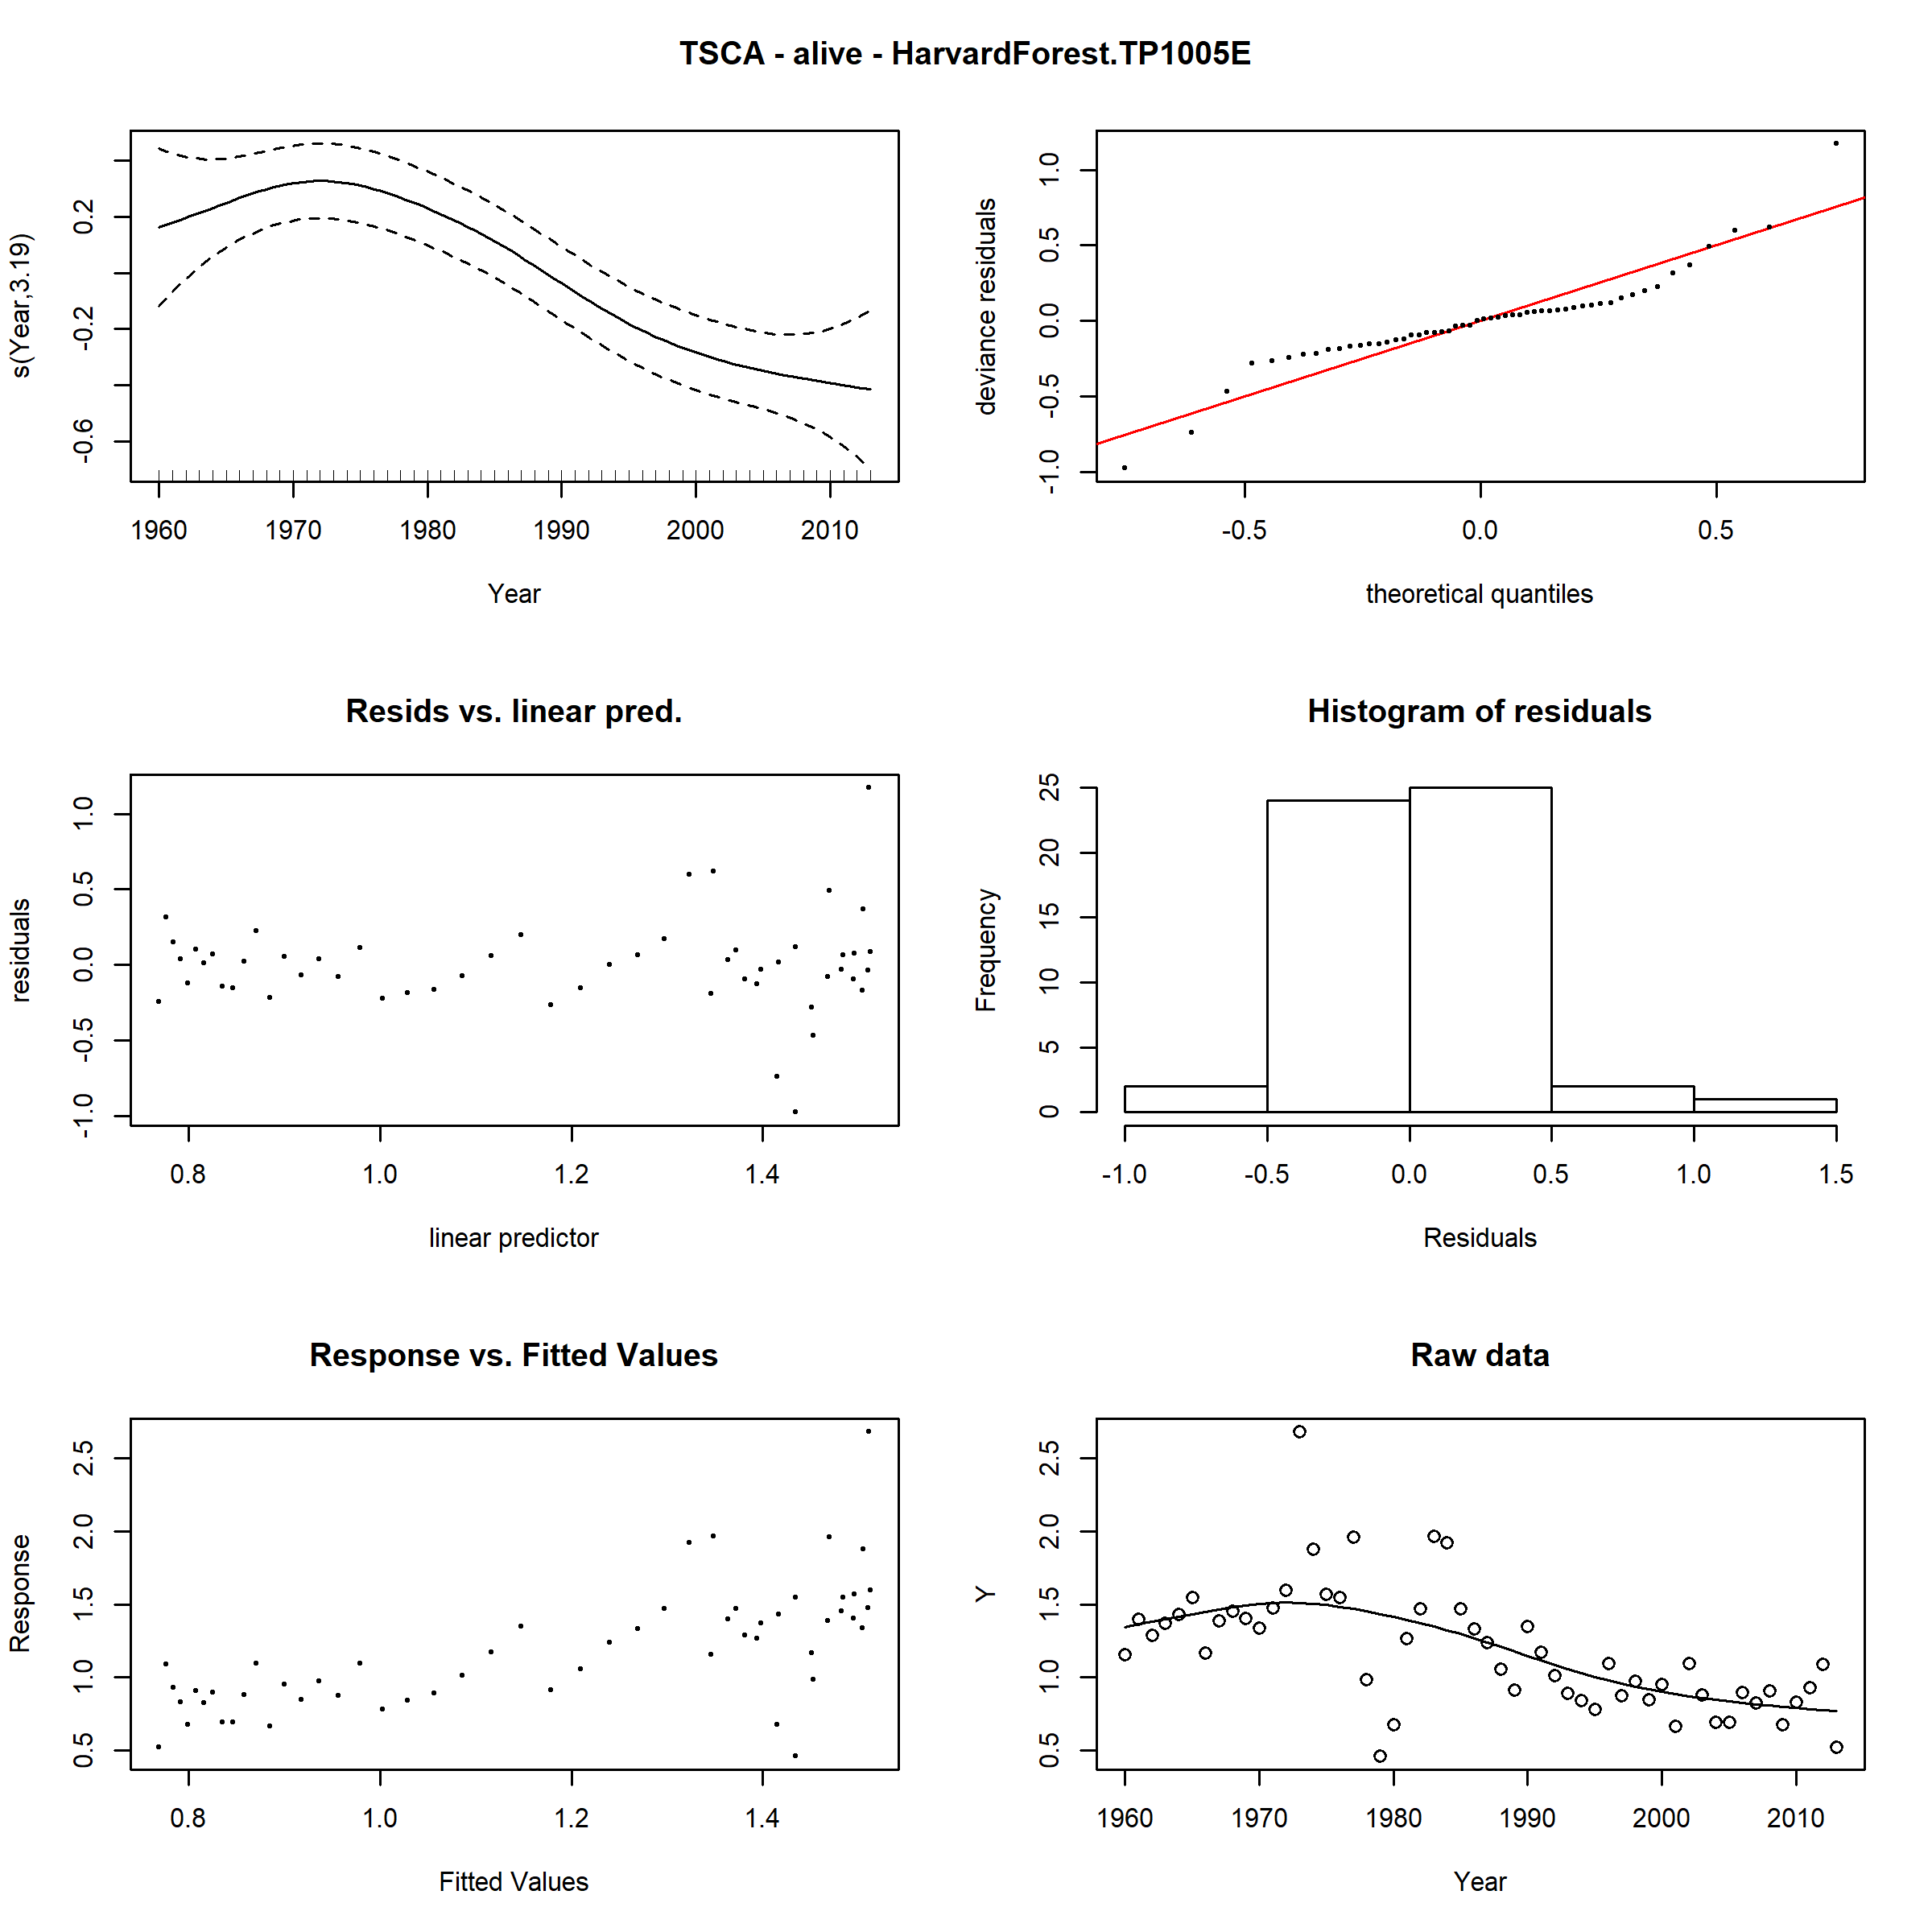 TSCA - alive - HarvardForest.TP1005E
s(Year,3.19)
0.2
-0.2
-0.6
1960 1970 1980 1990 2000 2010
Year
deviance residuals
1.0
0.5
0.0
-0.5
-1.0
-0.5 0.0 0.5
theoretical quantiles
Resids vs. linear pred.
residuals
1.0
0.5
0.0
-0.5
-1.0
0.8 1.0 1.2 1.4
linear predictor
Histogram of residuals
Frequency
25
20
15
10
5
0
-1.0 -0.5 0.0 0.5 1.0 1.5
Residuals
Response vs. Fitted Values
Response
2.5
2.0
1.5
1.0
0.5
0.8 1.0 1.2 1.4
Fitted Values
Raw data
Y
2.5
2.0
1.5
1.0
0.5
1960 1970 1980 1990 2000 2010
Year